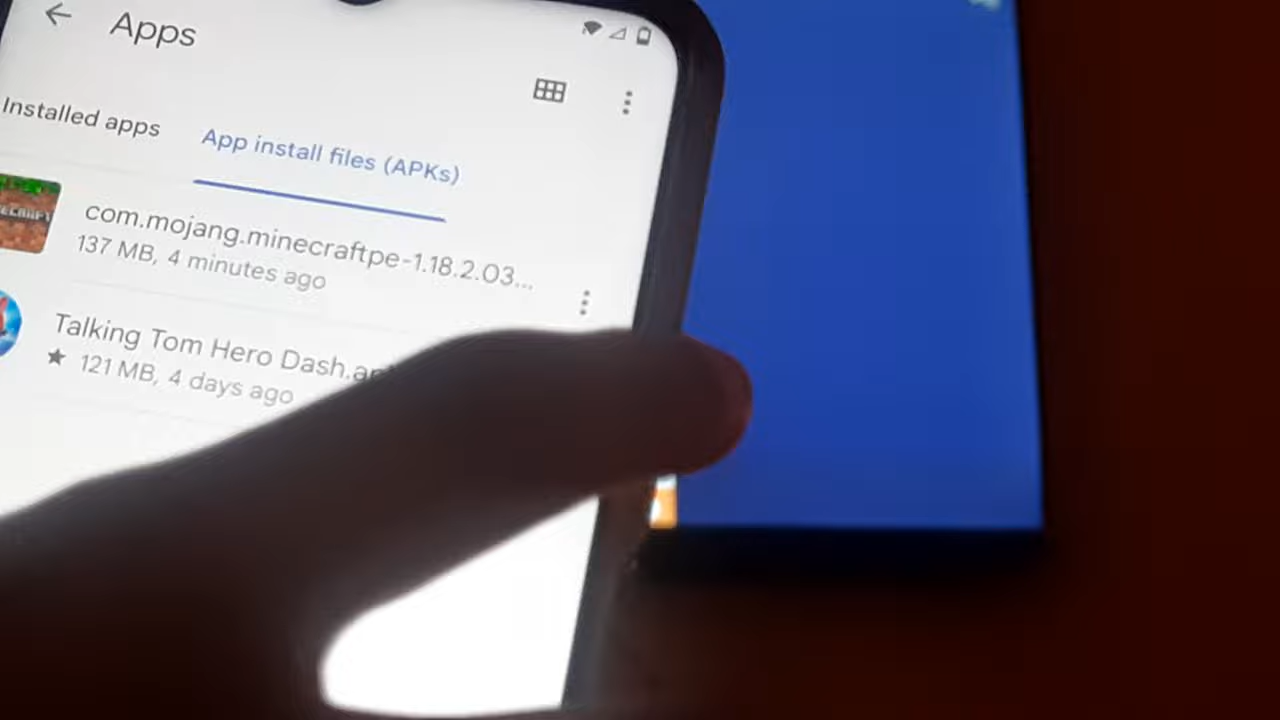 Apps
Installed apps
App install files (APKs)
com.mojang.minecraftpe-1.18.2.03...
137 MB, 4 minutes ago
Talking Tom Hero Dash.ap
121 MB, 4 days ago